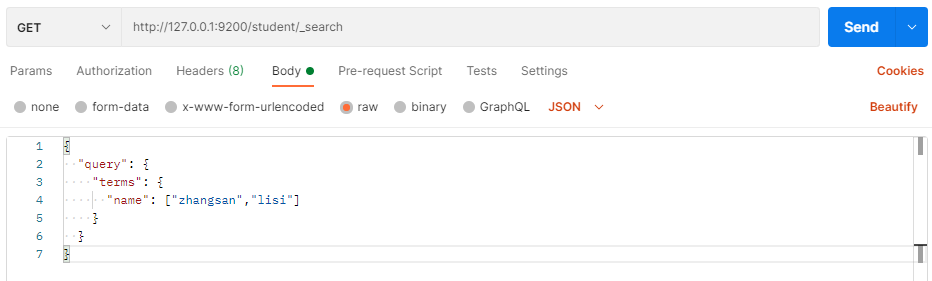 GET http://127.0.0.1:9200/student/_search Send
Params Authorization Headers (8) Body Pre-request Script Tests Settings Cookies
none form-data x-www-form-urlencoded raw binary GraphQL JSON Beautify
1 {
2 "query": {
3 "terms": {
4 "name": ["zhangsan","lisi"]
5 }
6 }
7 }